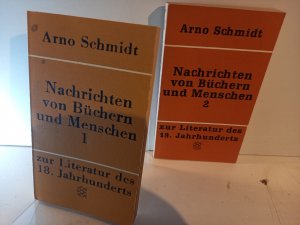 Arno Schmidt
Nachrichten
von Büchern
und Menschen
1
zur Literatur des
18. Jahrhunderts
Arno Schmidt
Nachrichten
von Büchern
und Menschen
2
zur Literatur des
18. Jahrhunderts